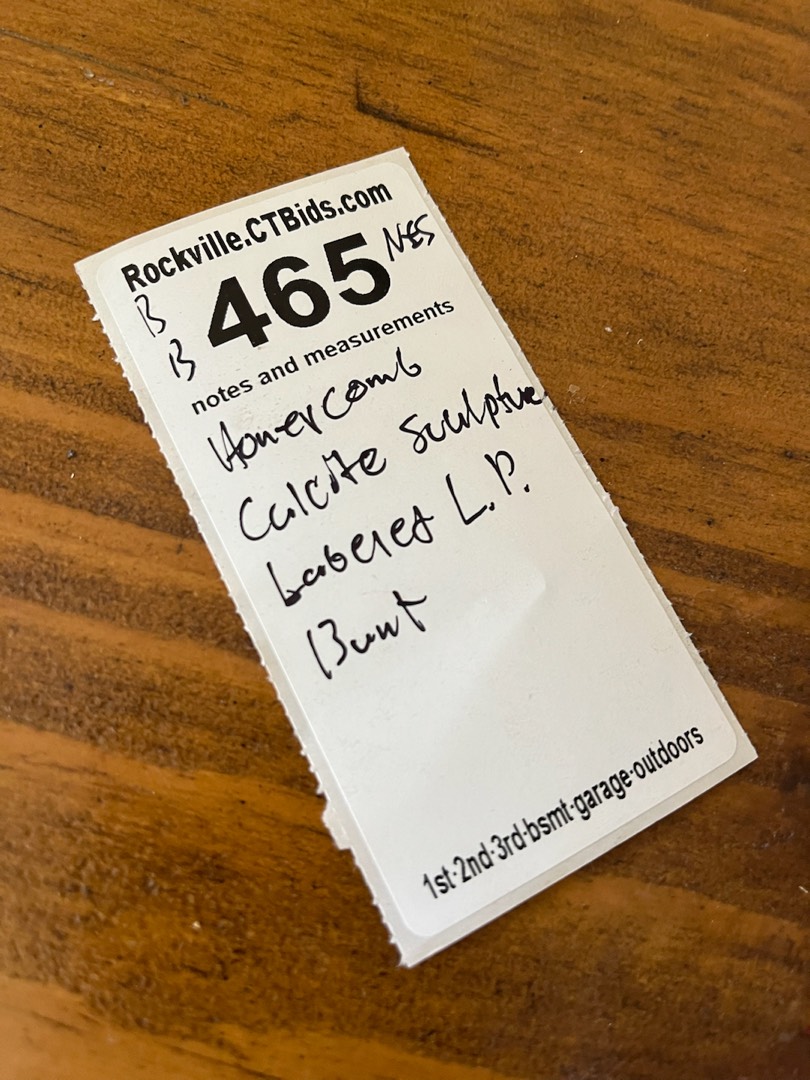 Rockville.CTBids.com
B 465 NES
B
notes and measurements
Honeycomb
Calcite Sculpture
Labeled L.P.
Bunt
1st·2nd·3rd·bsmt·garage·outdoors